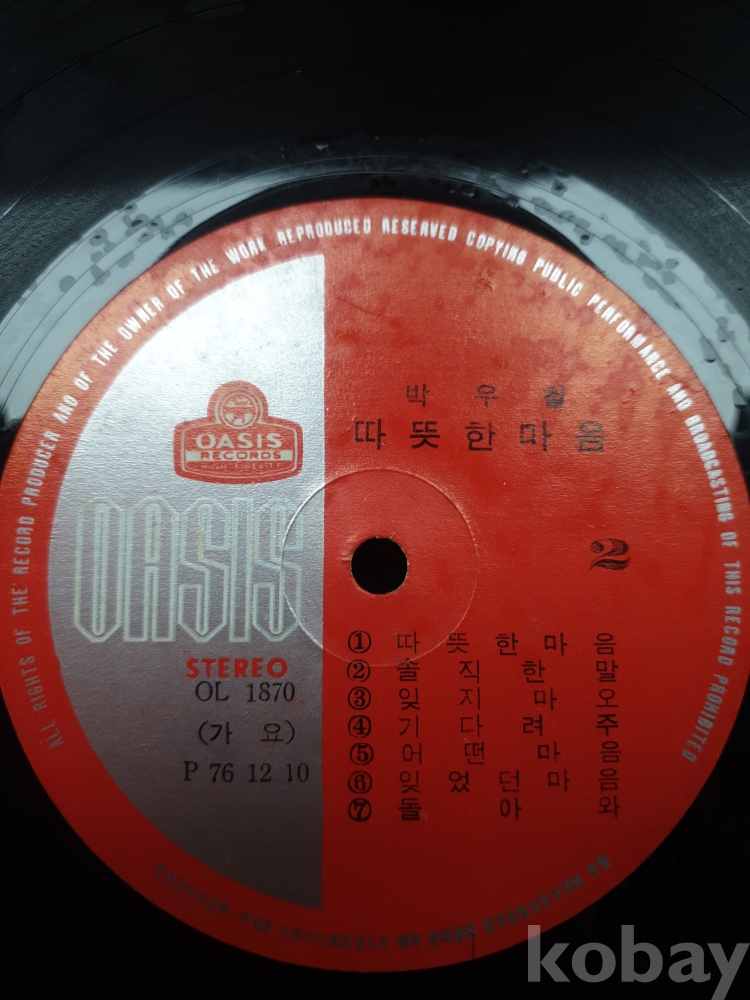 ALL RIGHTS OF THE RECORD PRODUCER AND OF THE OWNER OF THE WORK REPRODUCED RESERVED COPYING PUBLIC PERFORMANCE AND BROADCASTING OF THIS RECORD PROHIBITED
박우철
따뜻한마음
OASIS
RECORDS
OASIS
2
STEREO
OL 1870
(가요)
P 76 12 10
① 따뜻한마음
② 솔직한말
③ 잊지마오
④ 기다려주
⑤ 어떤마음
⑥ 잊었던마음
⑦ 돌아와
kobay